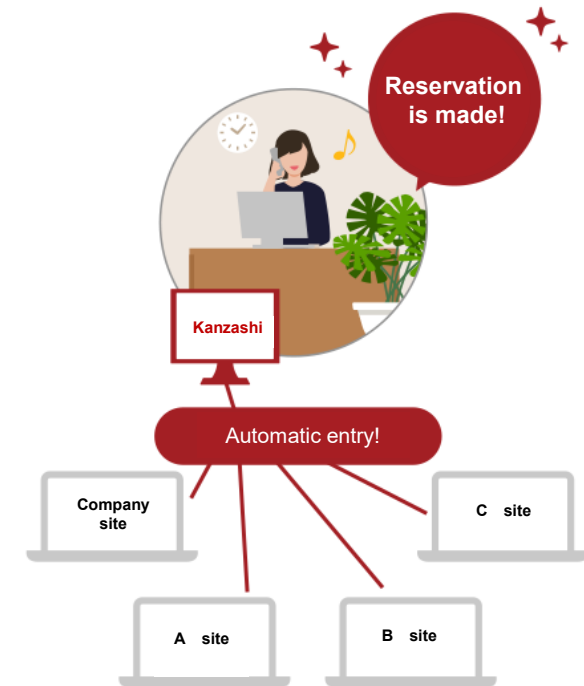 Reservation
is made!
Kanzashi
Automatic entry!
Company
site
C site
A site
B site